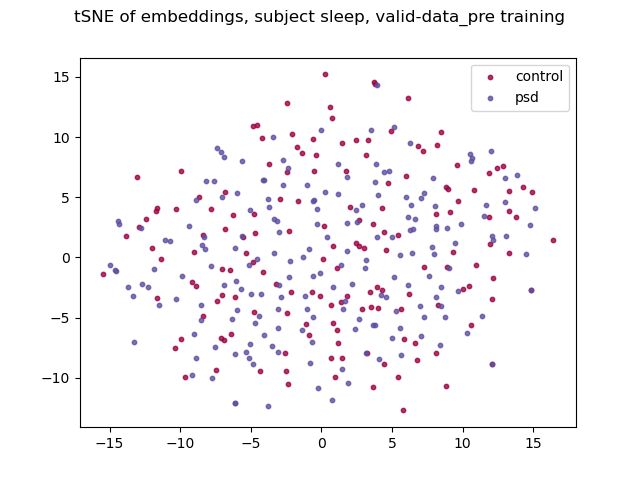 tSNE of embeddings, subject sleep, valid-data_pre training
control
psd
15
10
5
0
−5
−10
−15 −10 −5 0 5 10 15